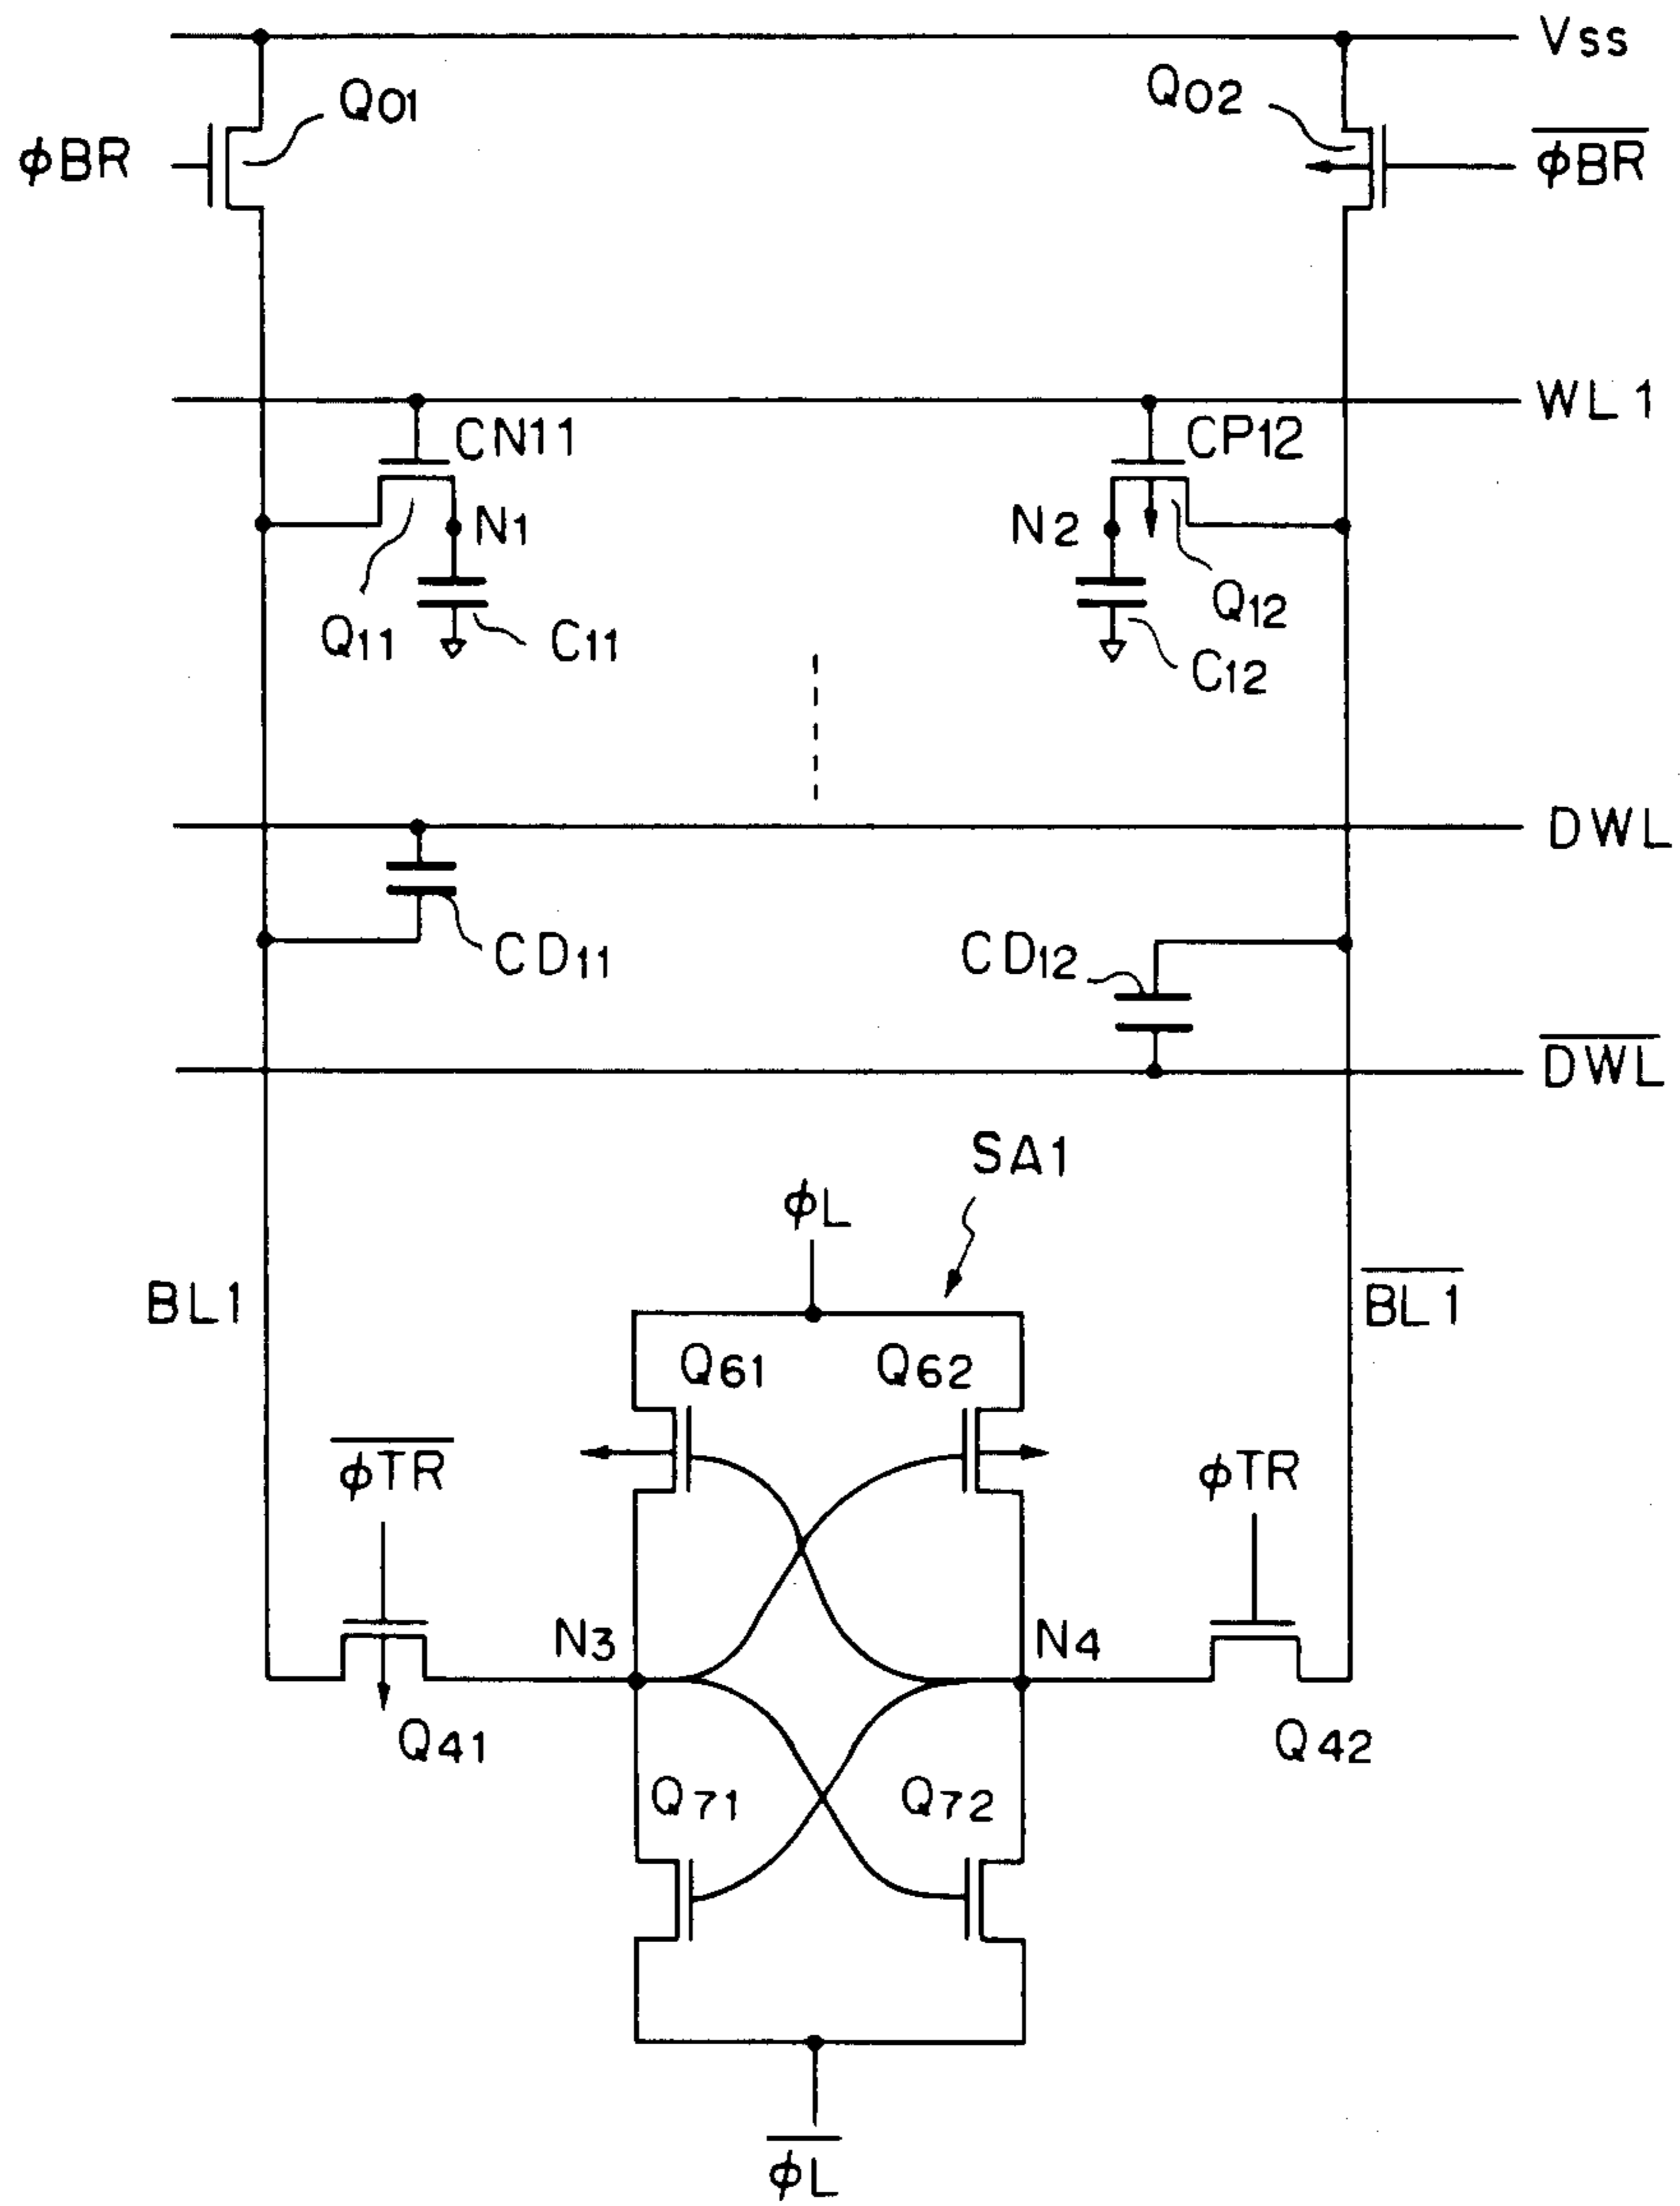 Vss
Q01
Q02
φBR
φBR
WL1
CN11
CP12
N1
N2
Q11
C11
Q12
C12
DWL
CD11
CD12
DWL
SA1
φL
BL1
BL1
Q61
Q62
φTR
φTR
N3
N4
Q41
Q42
Q71
Q72
φL